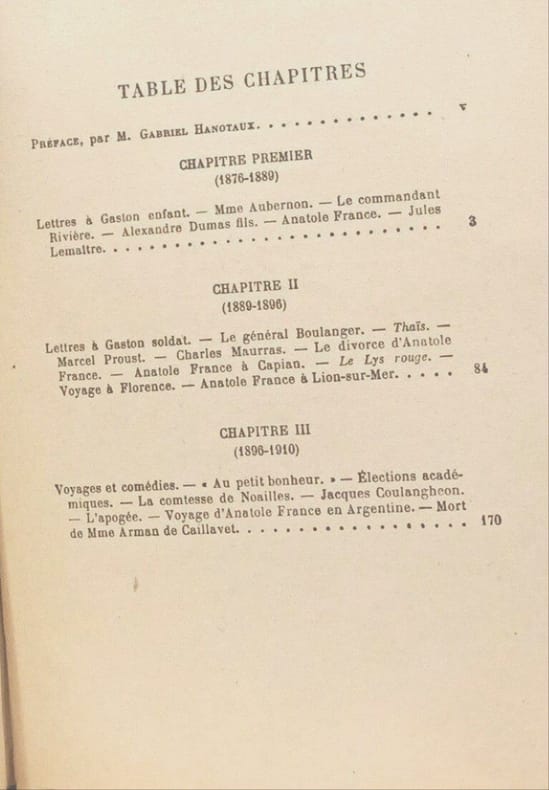 TABLE DES CHAPITRES
PRÉFACE, par M. GABRIEL HANOTAUX. . . . . . . . . . . . . . v
CHAPITRE PREMIER
(1876-1889)
Lettres à Gaston enfant. — Mme Aubernon. — Le commandant
Rivière. — Alexandre Dumas fils. — Anatole France. — Jules
Lemaître. . . . . . . . . . . . . . . . . . . . . . . . . 3
CHAPITRE II
(1889-1896)
Lettres à Gaston soldat. — Le général Boulanger. — Thaïs. —
Marcel Proust. — Charles Maurras. — Le divorce d'Anatole
France. — Anatole France à Capian. — Le Lys rouge. —
Voyage à Florence. — Anatole France à Lion-sur-Mer. . . . . 84
CHAPITRE III
(1896-1910)
Voyages et comédies. — « Au petit bonheur. » — Élections acadé-
miques. — La comtesse de Noailles. — Jacques Coulangheon.
— L'apogée. — Voyage d'Anatole France en Argentine. — Mort
de Mme Arman de Caillavet. . . . . . . . . . . . . . . . . . 170